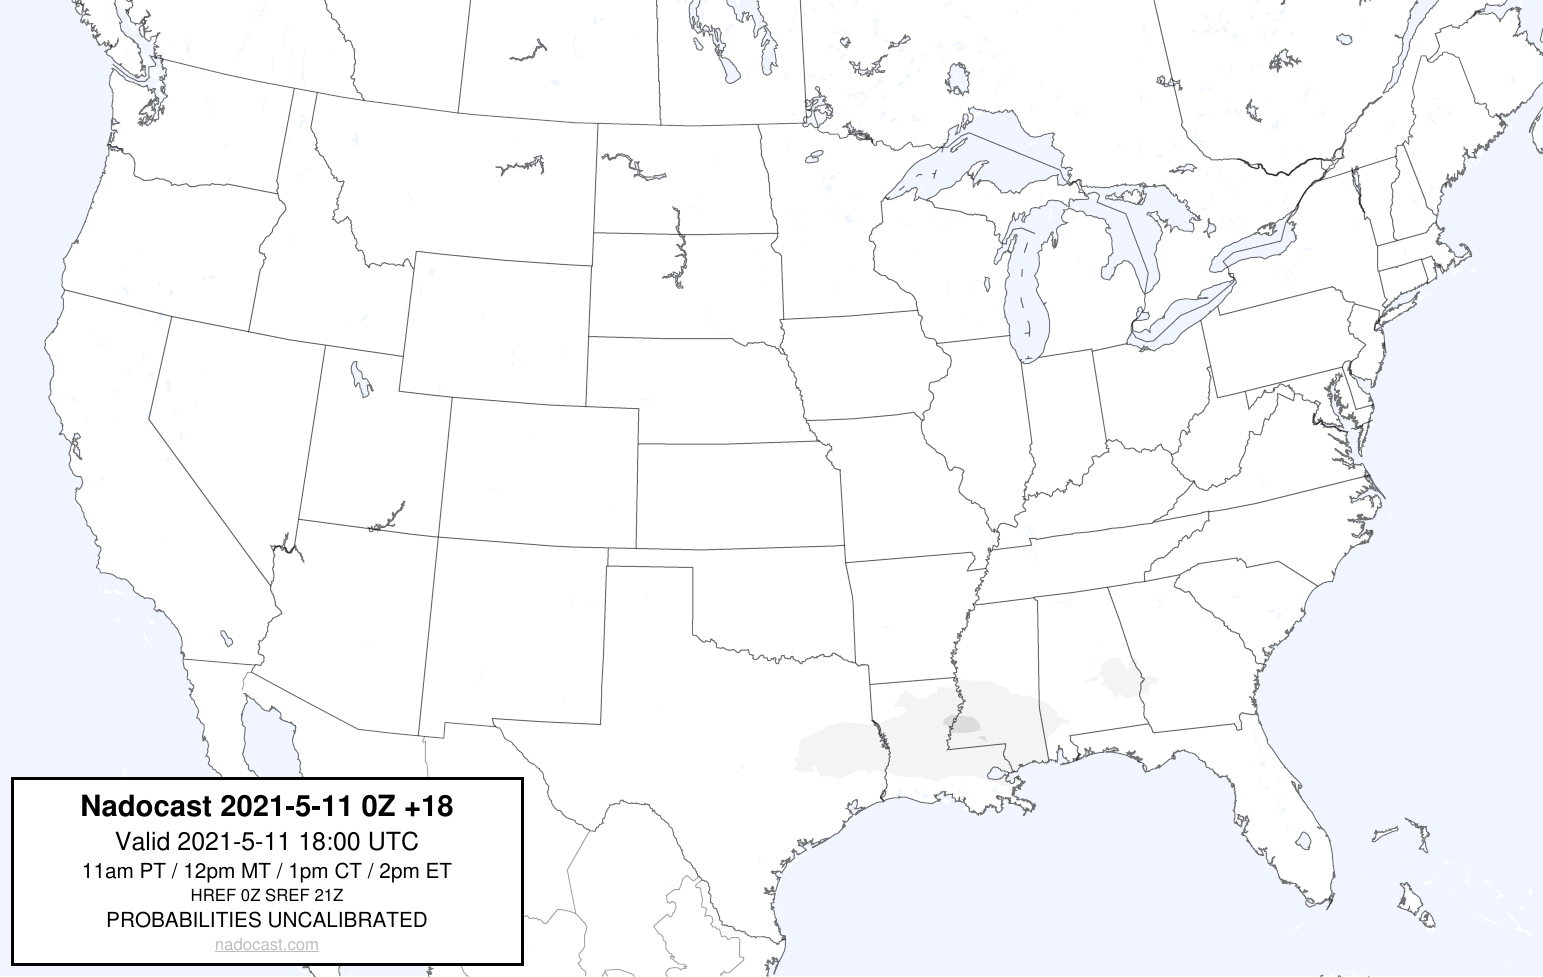 Nadocast 2021-5-11 0Z +18
Valid 2021-5-11 18:00 UTC
11am PT / 12pm MT / 1pm CT / 2pm ET
HREF 0Z SREF 21Z
PROBABILITIES UNCALIBRATED
nadocast.com